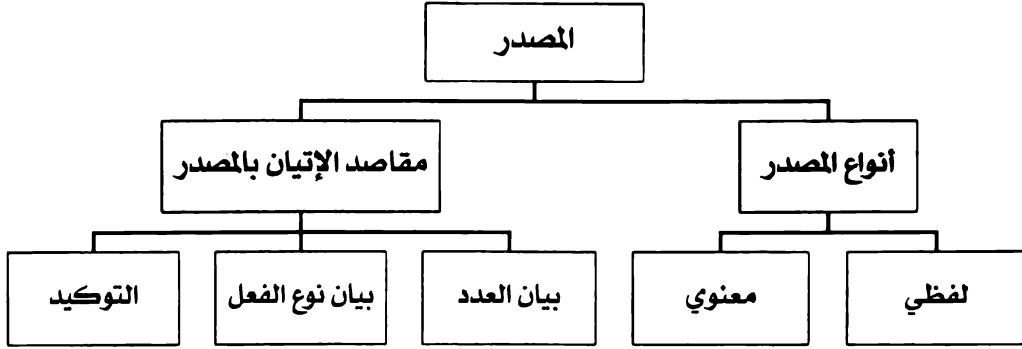 المصدر
أنواع المصدر
مقاصد الإتيان بالمصدر
لفظي
معنوي
بيان العدد
بيان نوع الفعل
التوكيد